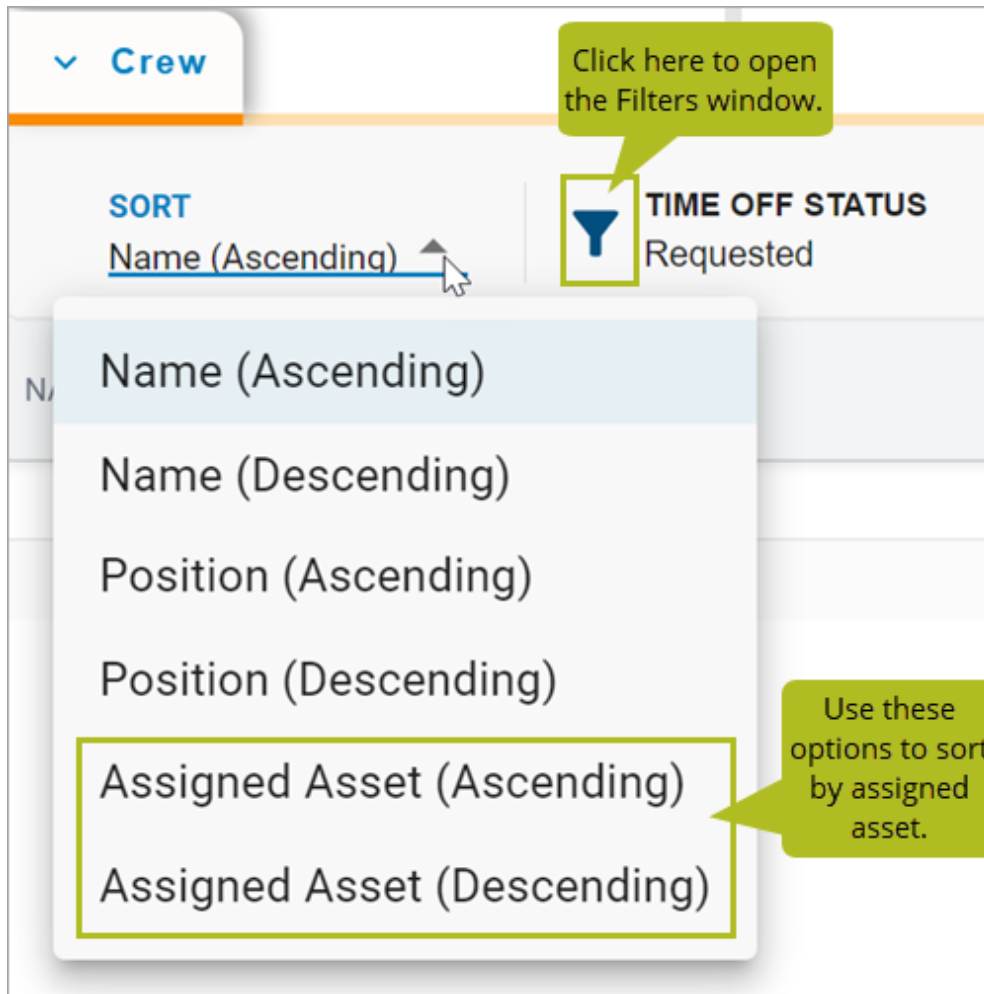 Crew
Click here to open
the Filters window.
SORT
Name (Ascending)
TIME OFF STATUS
Requested
Name (Ascending)
Name (Descending)
Position (Ascending)
Position (Descending)
Assigned Asset (Ascending)
Assigned Asset (Descending)
Use these
options to sort
by assigned
asset.